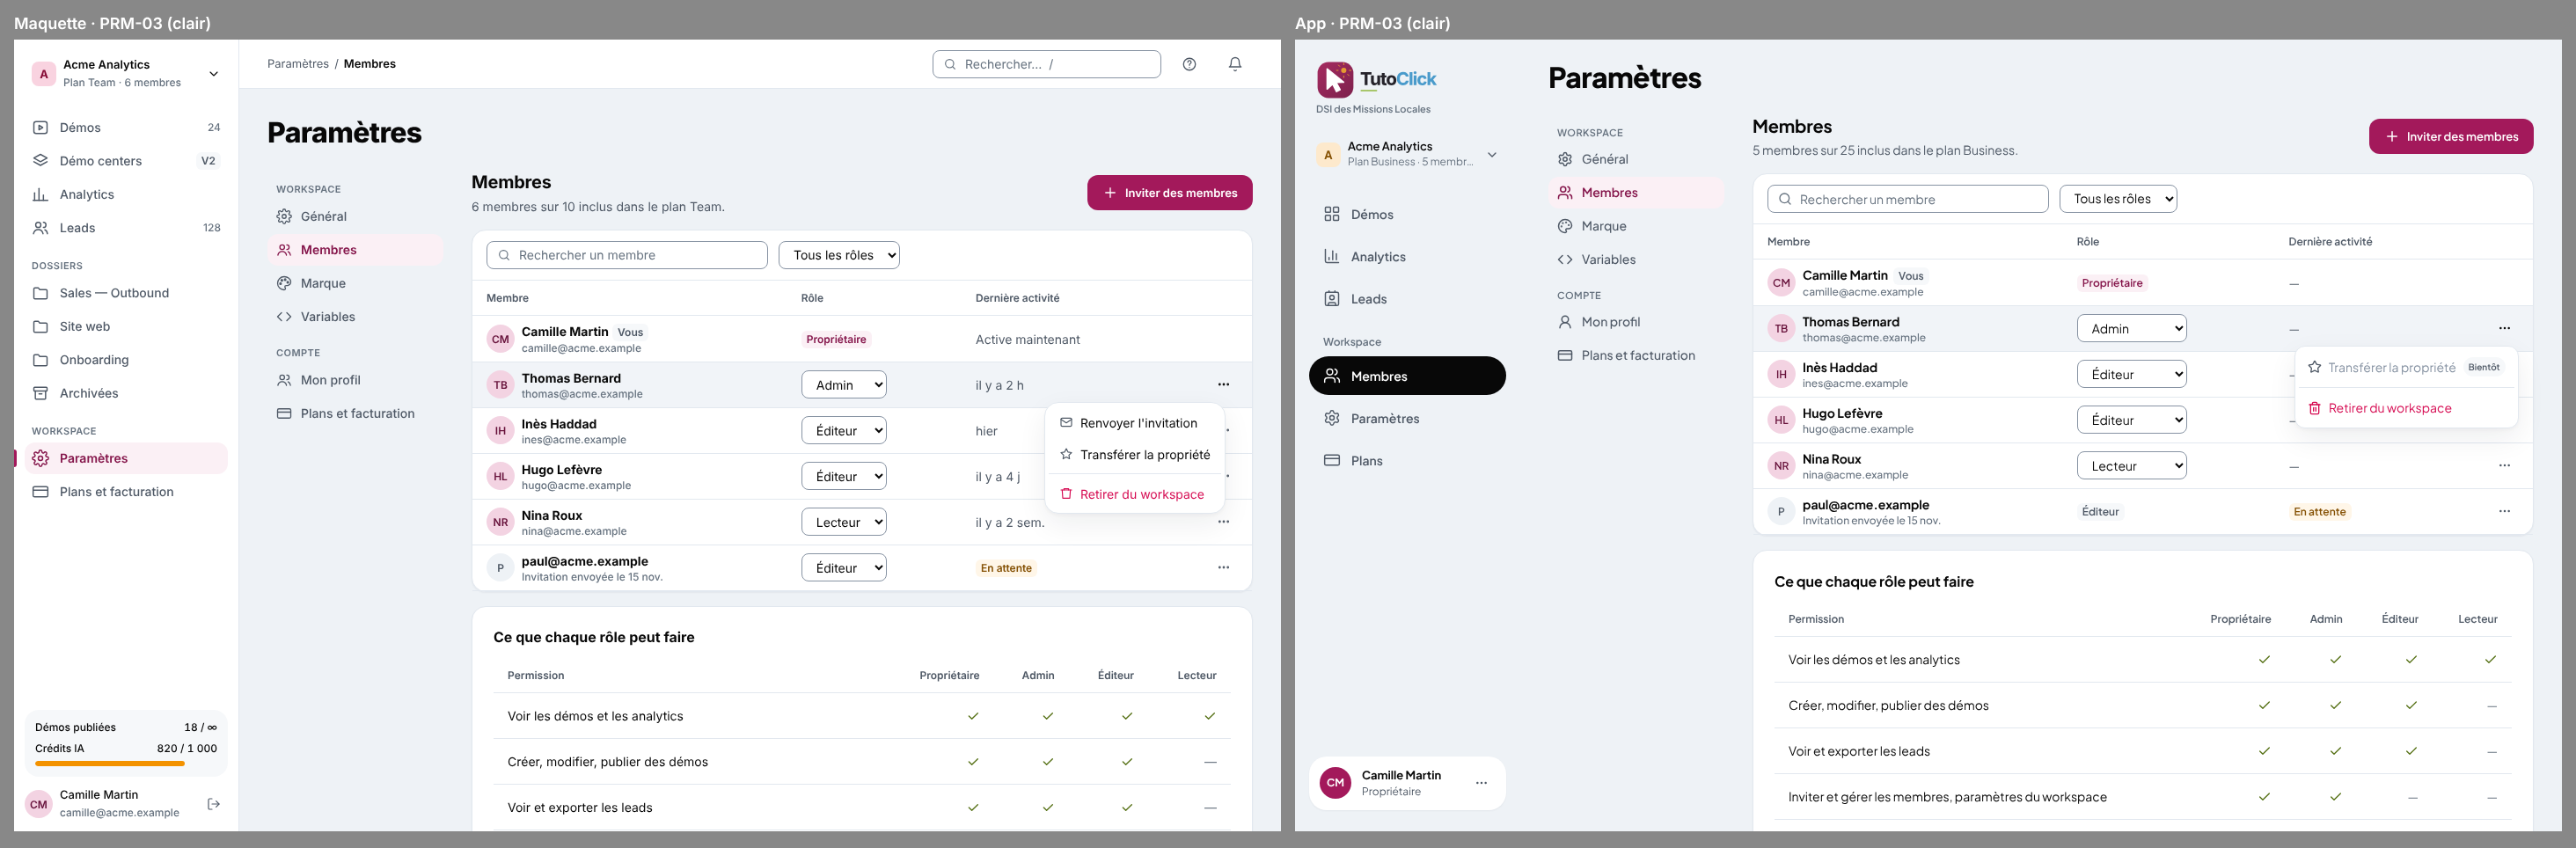 Maquette · PRM-03 (clair)
A
Acme Analytics
Plan Team · 6 membres
Démos 24
Démo centers V2
Analytics
Leads 128
DOSSIERS
Sales — Outbound
Site web
Onboarding
Archivées
WORKSPACE
Paramètres
Plans et facturation
Démos publiées 18 / ∞
Crédits IA 820 / 1 000
CM
Camille Martin
camille@acme.example
Paramètres / Membres
Rechercher... /
Paramètres
WORKSPACE
Général
Membres
Marque
Variables
COMPTE
Mon profil
Plans et facturation
Membres
6 membres sur 10 inclus dans le plan Team.
Inviter des membres
Rechercher un membre
Tous les rôles
Membre Rôle Dernière activité
CM Camille Martin Vous Propriétaire Active maintenant
camille@acme.example
TB Thomas Bernard Admin il y a 2 h
thomas@acme.example
IH Inès Haddad Éditeur hier
ines@acme.example
HL Hugo Lefèvre Éditeur il y a 4 j
hugo@acme.example
NR Nina Roux Lecteur il y a 2 sem.
nina@acme.example
P paul@acme.example Éditeur En attente
Invitation envoyée le 15 nov.
Renvoyer l'invitation
Transférer la propriété
Retirer du workspace
Ce que chaque rôle peut faire
Permission Propriétaire Admin Éditeur Lecteur
Voir les démos et les analytics
Créer, modifier, publier des démos —
Voir et exporter les leads —
App · PRM-03 (clair)
TutoClick
DSI des Missions Locales
A
Acme Analytics
Plan Business · 5 membr...
Démos
Analytics
Leads
Workspace
Membres
Paramètres
Plans
CM
Camille Martin
Propriétaire
Paramètres
WORKSPACE
Général
Membres
Marque
Variables
COMPTE
Mon profil
Plans et facturation
Membres
5 membres sur 25 inclus dans le plan Business.
Inviter des membres
Rechercher un membre
Tous les rôles
Membre Rôle Dernière activité
CM Camille Martin Vous Propriétaire —
camille@acme.example
TB Thomas Bernard Admin —
thomas@acme.example
IH Inès Haddad Éditeur
ines@acme.example
HL Hugo Lefèvre Éditeur
hugo@acme.example
NR Nina Roux Lecteur —
nina@acme.example
P paul@acme.example Éditeur En attente
Invitation envoyée le 15 nov.
Transférer la propriété Bientôt
Retirer du workspace
Ce que chaque rôle peut faire
Permission Propriétaire Admin Éditeur Lecteur
Voir les démos et les analytics
Créer, modifier, publier des démos —
Voir et exporter les leads —
Inviter et gérer les membres, paramètres du workspace — —